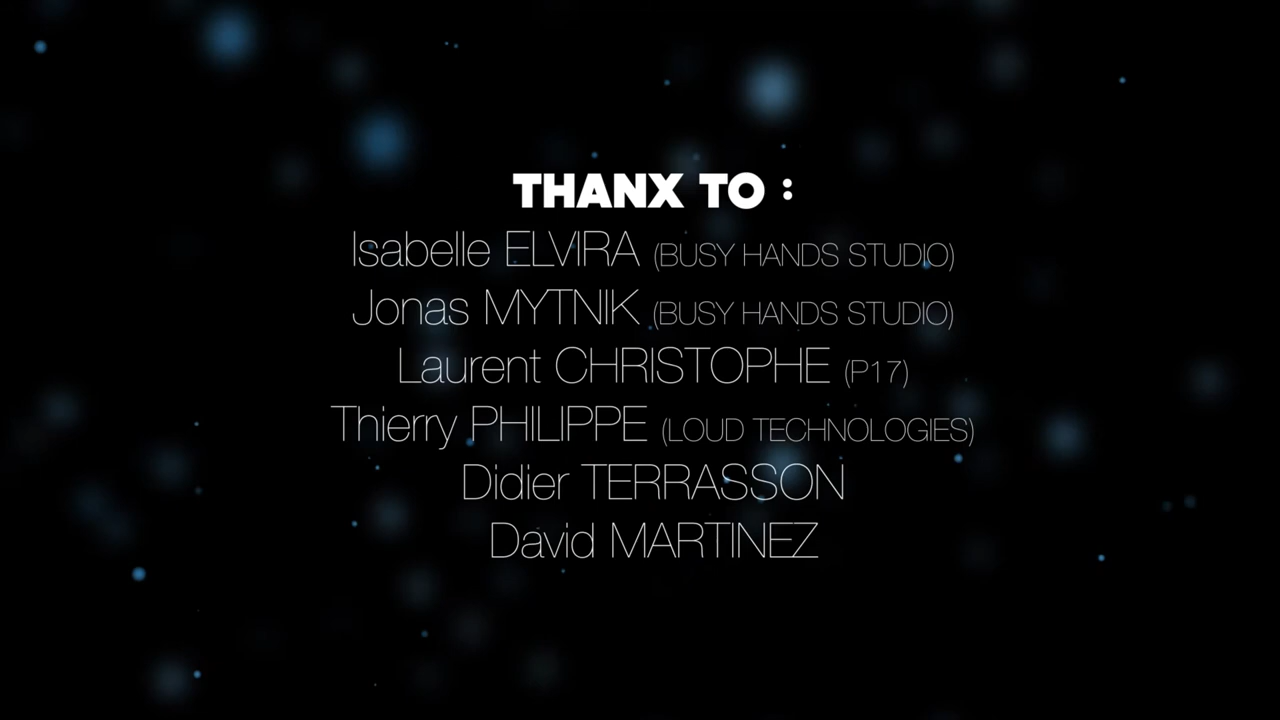 THANX TO :
Isabelle ELVIRA (BUSY HANDS STUDIO)
Jonas MYTNIK (BUSY HANDS STUDIO)
Laurent CHRISTOPHE (P17)
Thierry PHILIPPE (LOUD TECHNOLOGIES)
Didier TERRASSON
David MARTINEZ